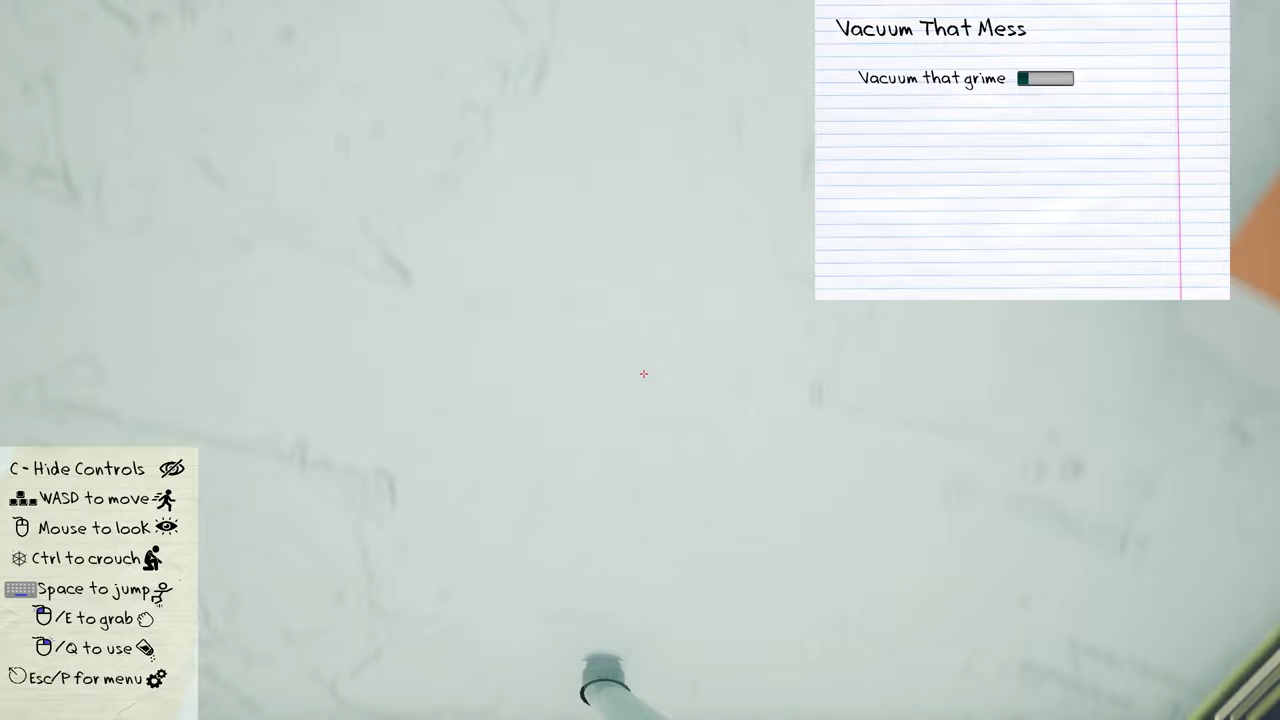 Vacuum That Mess
Vacuum that grime
C - Hide Controls
WASD to move
Mouse to look
Ctrl to crouch
Space to jump
/E to grab
/Q to use
Esc/P for menu